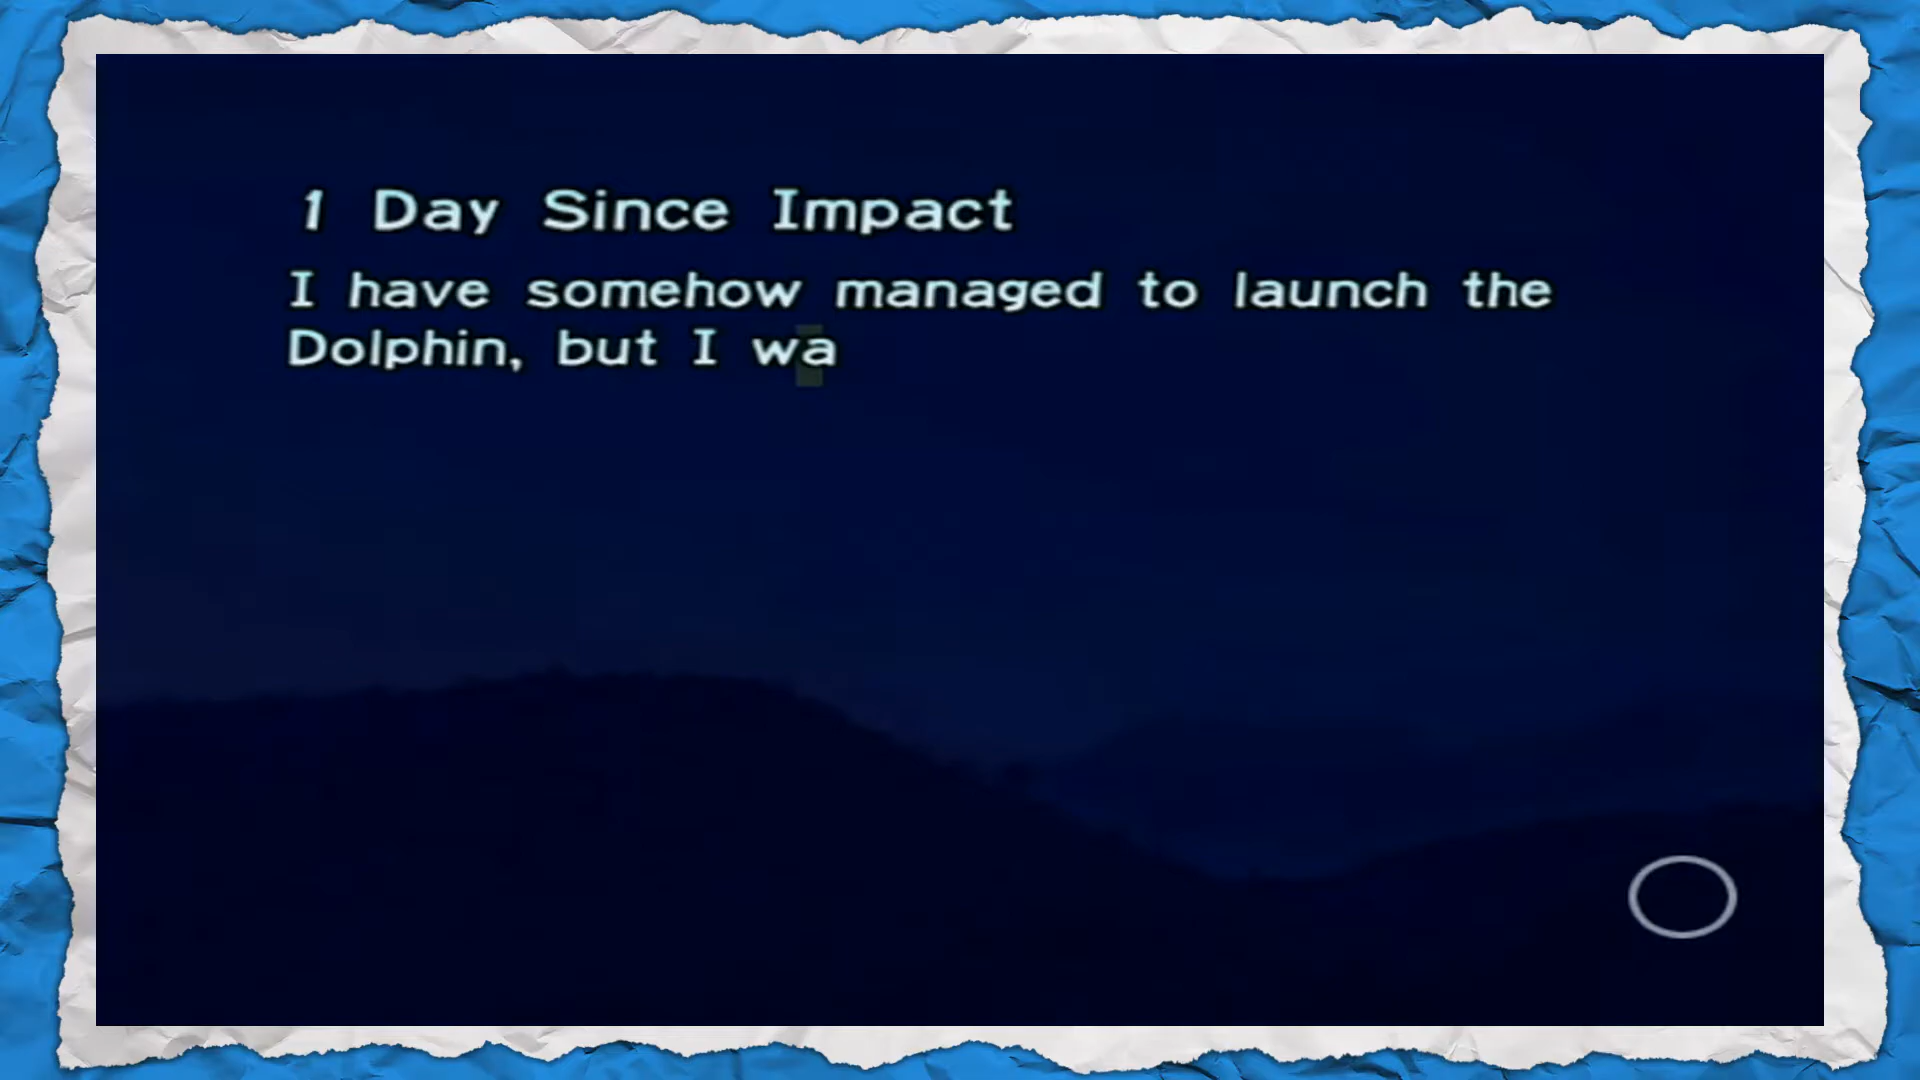 1 Day Since Impact
I have somehow managed to launch the
Dolphin, but I wa